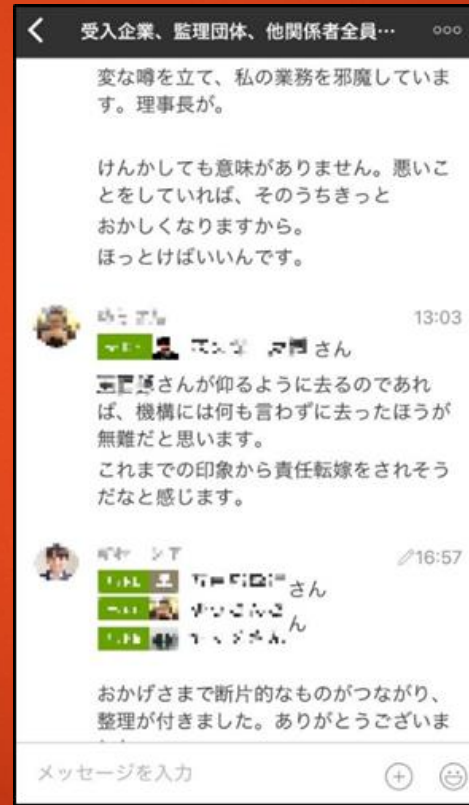 受入企業、監理団体、他関係者全員…
変な噂を立て、私の業務を邪魔していま
す。理事長が。
けんかしても意味がありません。悪いこ
とをしていれば、そのうちきっと
おかしくなりますから。
ほっとけばいいんです。
13:03
さん
さんが仰るように去るのであれ
ば、機構には何も言わずに去ったほうが
無難だと思います。
これまでの印象から責任転嫁をされそう
だなと感じます。
16:57
さん
ん
おかげさまで断片的なものがつながり、
整理が付きました。ありがとうございま
メッセージを入力